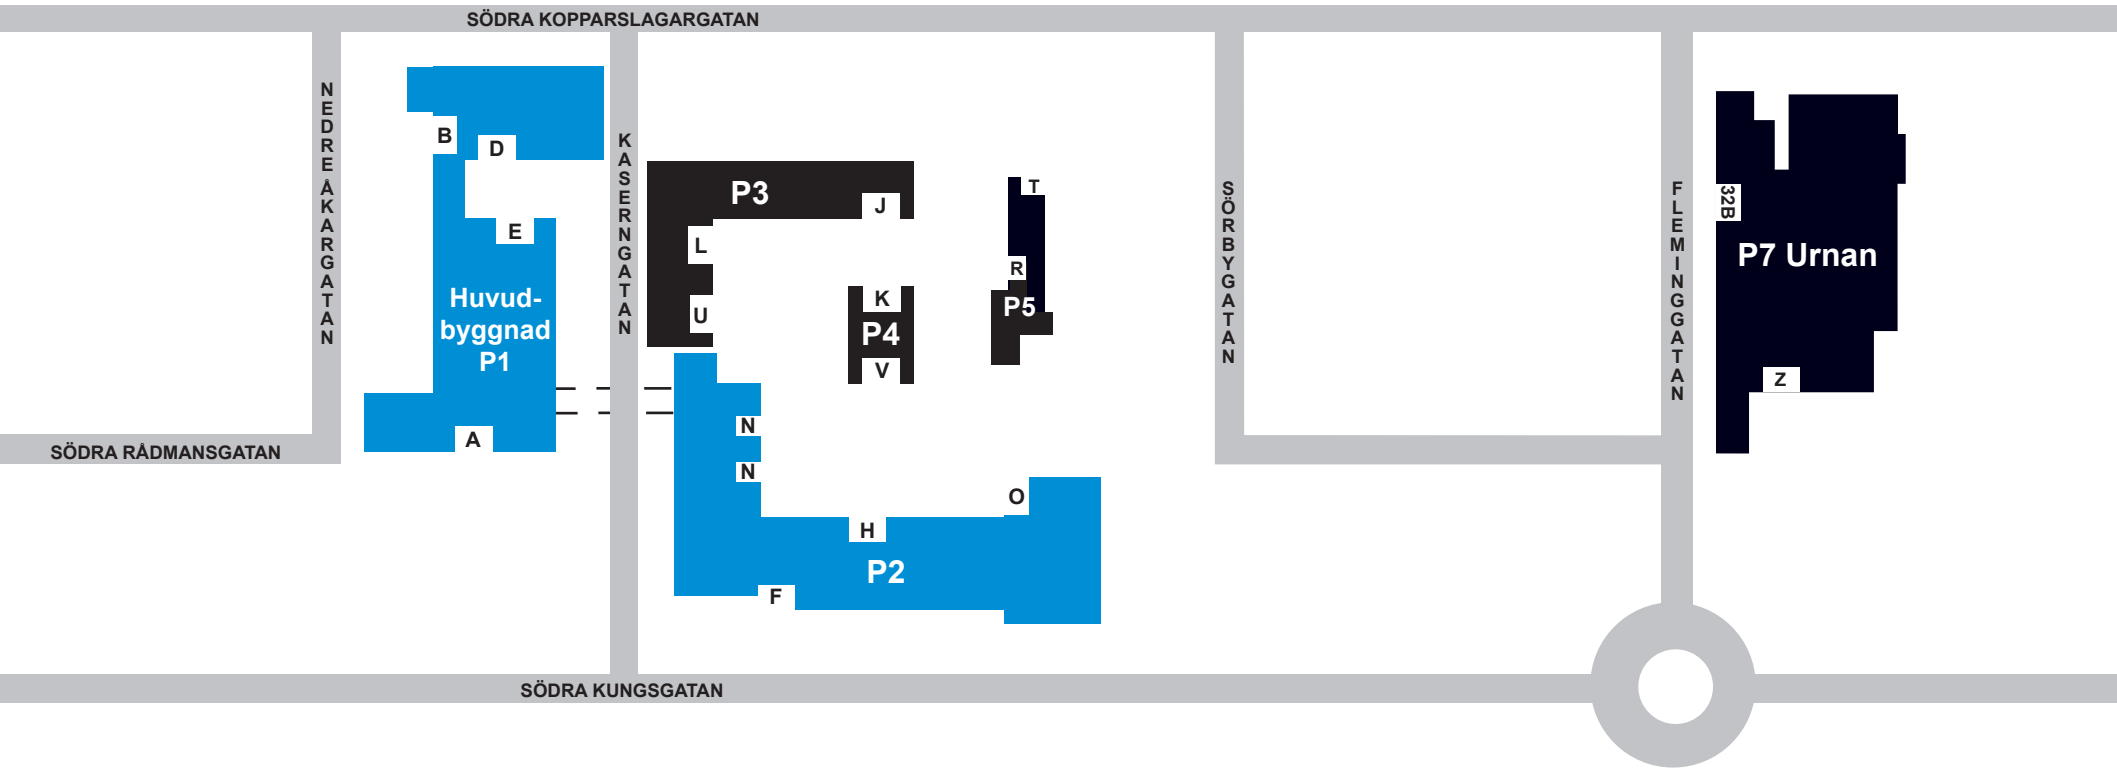 SÖDRA KOPPARSLAGARGATAN
NEDRE ÅKARGATAN
B
D
E
Huvud-
byggnad
P1
A
SÖDRA RÅDMANSGATAN
KASERNGATAN
P3
J
L
U
K
P4
V
T
R
P5
N
N
O
H
P2
F
SÖRBYGATAN
FLEMINGGATAN
32B
P7 Urnan
Z
SÖDRA KUNGSGATAN